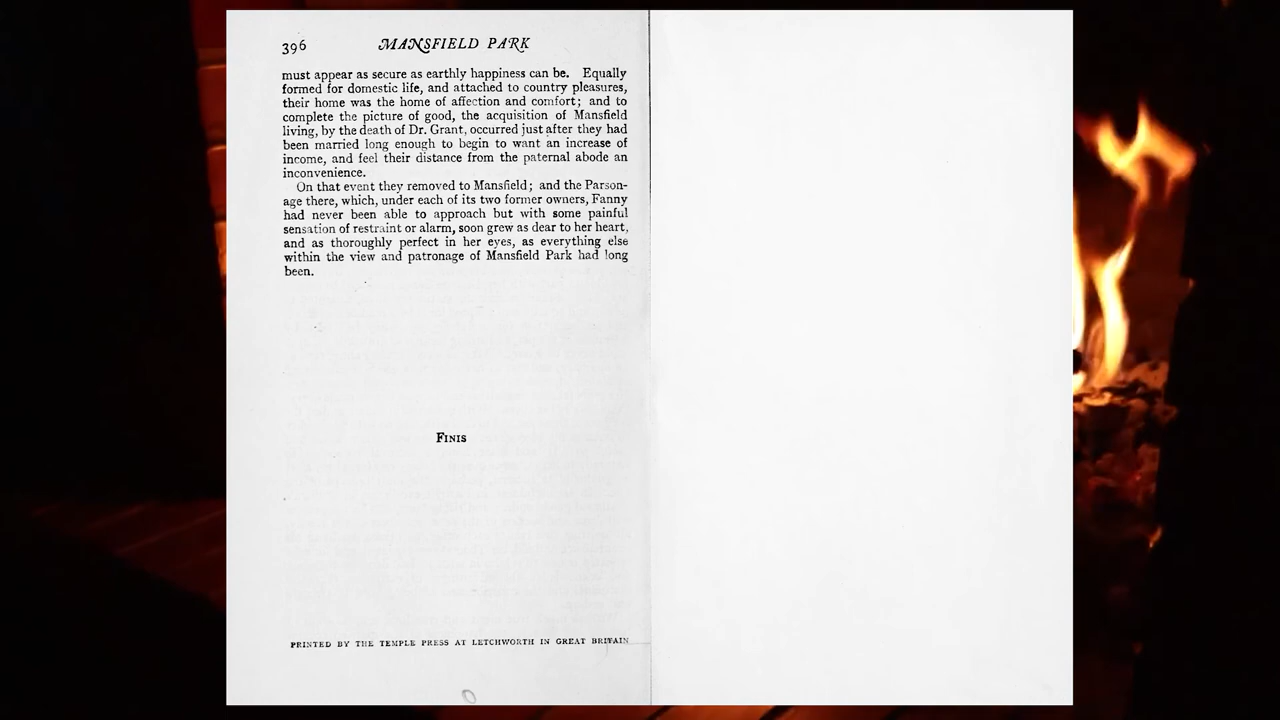 396 MANSFIELD PARK
must appear as secure as earthly happiness can be. Equally
formed for domestic life, and attached to country pleasures,
their home was the home of affection and comfort; and to
complete the picture of good, the acquisition of Mansfield
living, by the death of Dr. Grant, occurred just after they had
been married long enough to begin to want an increase of
income, and feel their distance from the paternal abode an
inconvenience.
On that event they removed to Mansfield; and the Parson-
age there, which, under each of its two former owners, Fanny
had never been able to approach but with some painful
sensation of restraint or alarm, soon grew as dear to her heart,
and as thoroughly perfect in her eyes, as everything else
within the view and patronage of Mansfield Park had long
been.
FINIS
PRINTED BY THE TEMPLE PRESS AT LETCHWORTH IN GREAT BRITAIN